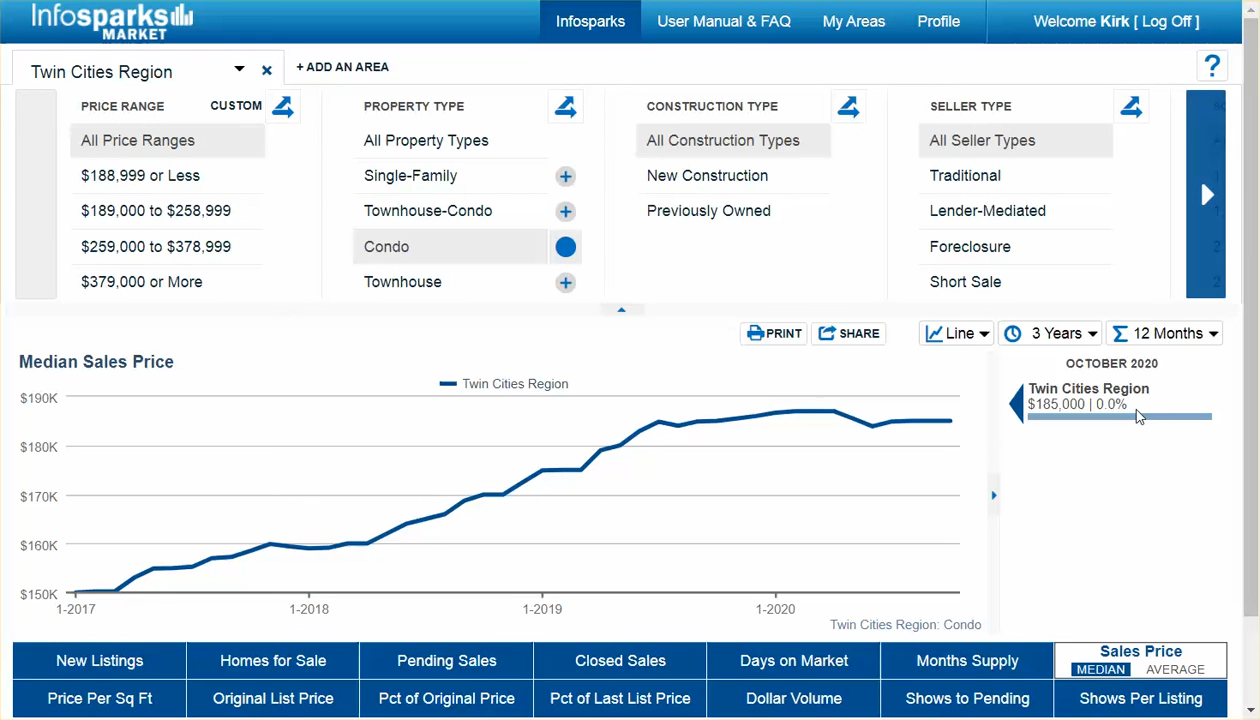 Infosparks
MARKET
Infosparks
User Manual & FAQ
My Areas
Profile
Welcome Kirk [ Log Off ]
Twin Cities Region
+ ADD AN AREA
?
PRICE RANGE
CUSTOM
All Price Ranges
$188,999 or Less
$189,000 to $258,999
$259,000 to $378,999
$379,000 or More
PROPERTY TYPE
All Property Types
Single-Family
Townhouse-Condo
Condo
Townhouse
CONSTRUCTION TYPE
All Construction Types
New Construction
Previously Owned
SELLER TYPE
All Seller Types
Traditional
Lender-Mediated
Foreclosure
Short Sale
PRINT
SHARE
Line
3 Years
12 Months
Median Sales Price
Twin Cities Region
$190K
$180K
$170K
$160K
$150K
1-2017
1-2018
1-2019
1-2020
Twin Cities Region: Condo
OCTOBER 2020
Twin Cities Region
$185,000 | 0.0%
New Listings
Homes for Sale
Pending Sales
Closed Sales
Days on Market
Months Supply
Sales Price
MEDIAN
AVERAGE
Price Per Sq Ft
Original List Price
Pct of Original Price
Pct of Last List Price
Dollar Volume
Shows to Pending
Shows Per Listing